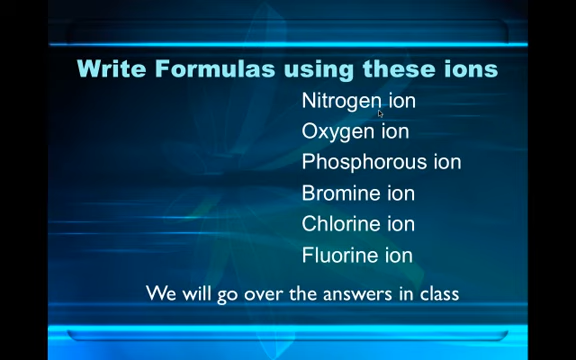 Write Formulas using these ions
Nitrogen ion
Oxygen ion
Phosphorous ion
Bromine ion
Chlorine ion
Fluorine ion
We will go over the answers in class